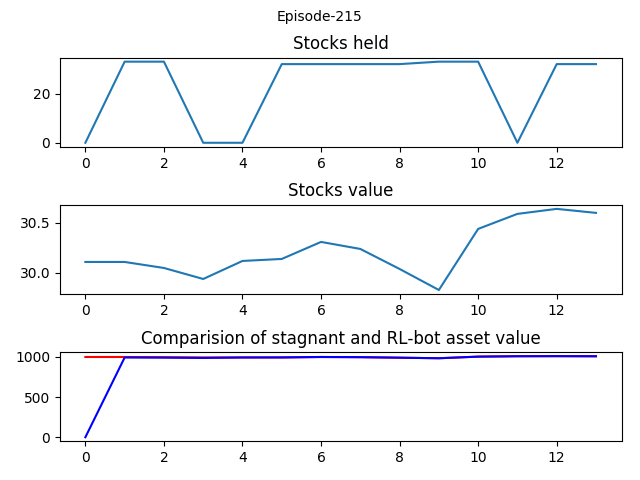 Episode-215
Stocks held
20
0
0 2 4 6 8 10 12
Stocks value
30.5
30.0
0 2 4 6 8 10 12
Comparision of stagnant and RL-bot asset value
1000
500
0
0 2 4 6 8 10 12